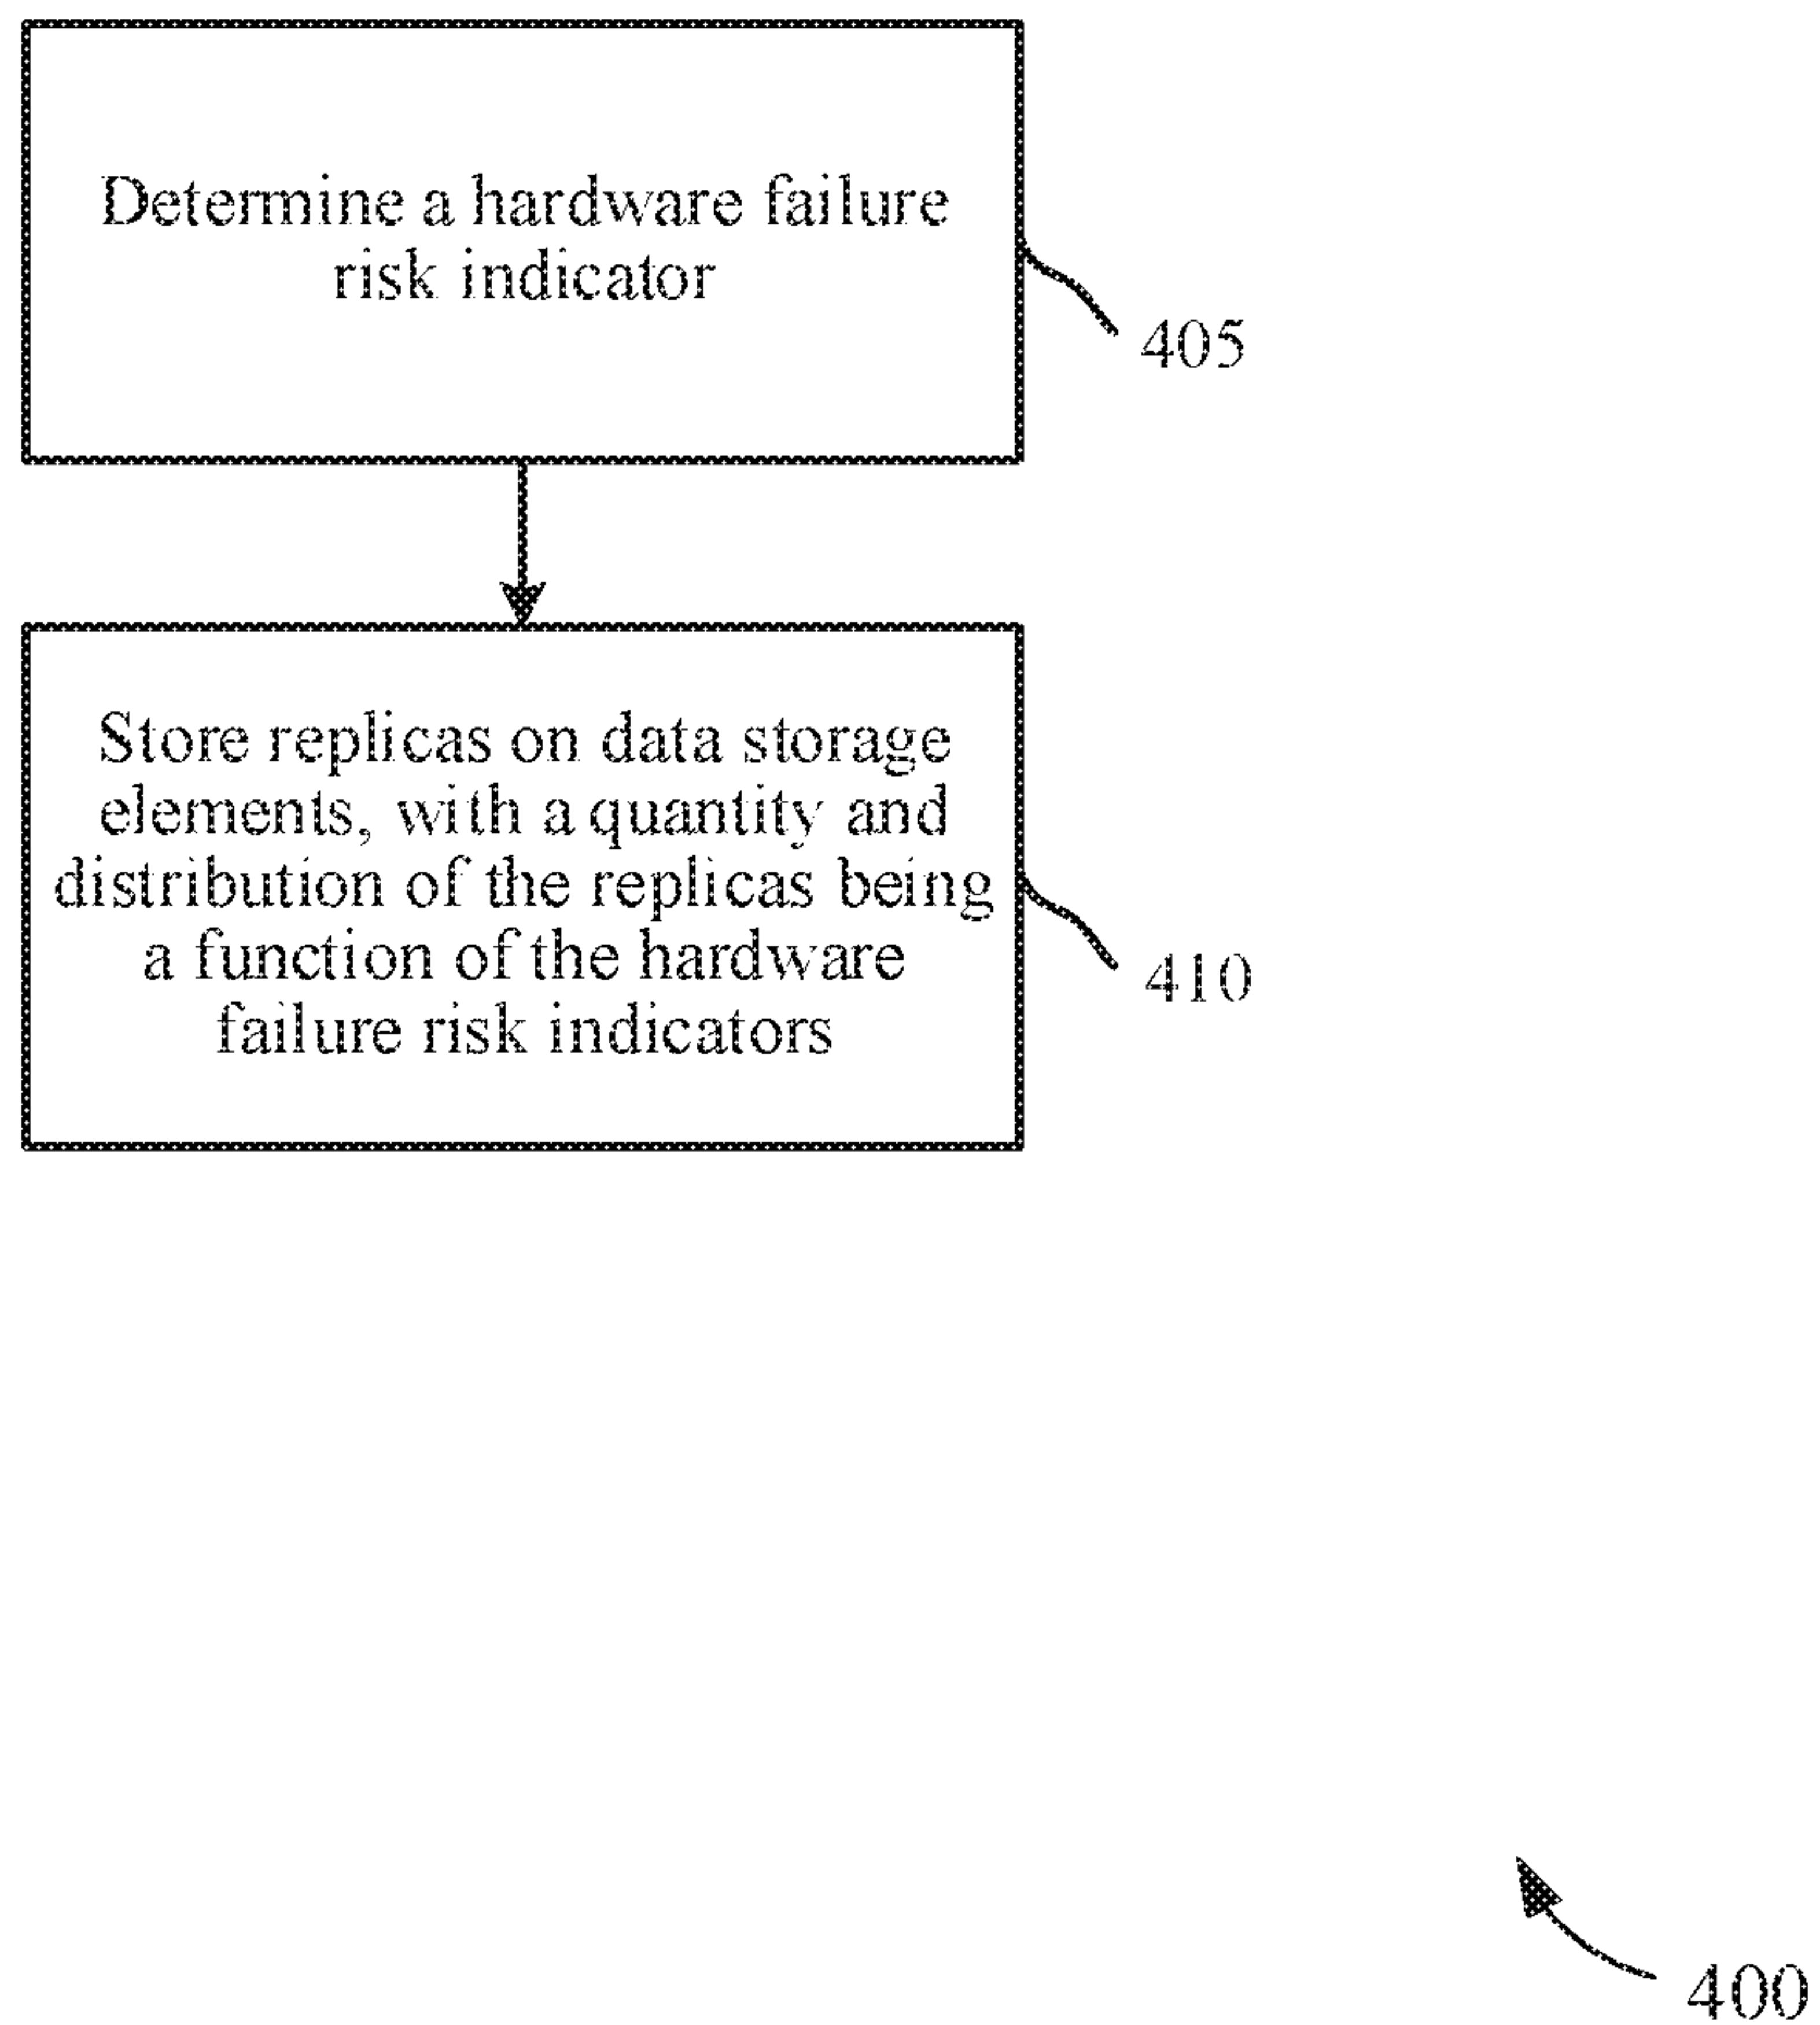 Determine a hardware failure
risk indicator
405
Store replicas on data storage
elements, with a quantity and
distribution of the replicas being
a function of the hardware
failure risk indicators
410
400